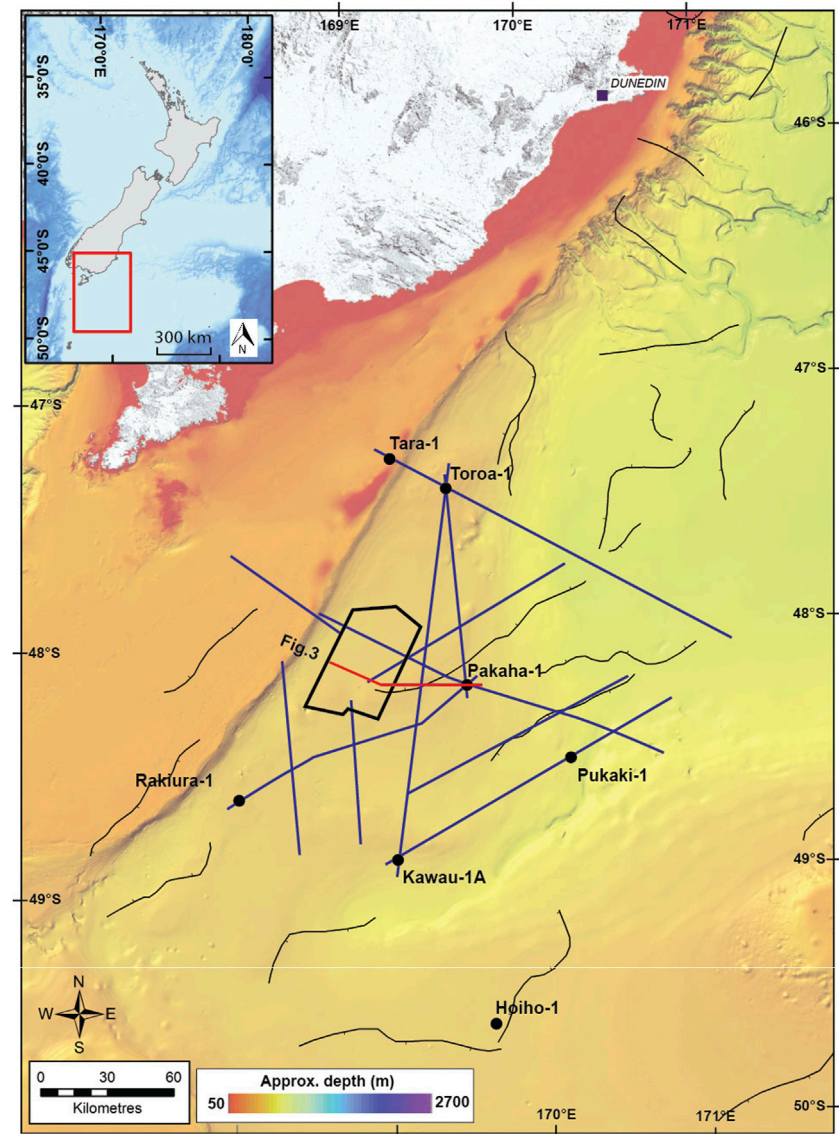 170°0'E
180°0'
35°0'S
40°0'S
45°0'S
50°0'S
300 km
N
169°E
170°E
171°E
DUNEDIN
46°S
47°S
47°S
Tara-1
Toroa-1
48°S
48°S
Fig.3
Pakaha-1
Rakiura-1
Pukaki-1
49°S
Kawau-1A
49°S
Hoiho-1
N
W
E
S
0 30 60
Kilometres
Approx. depth (m)
50
2700
50°S
170°E
171°E